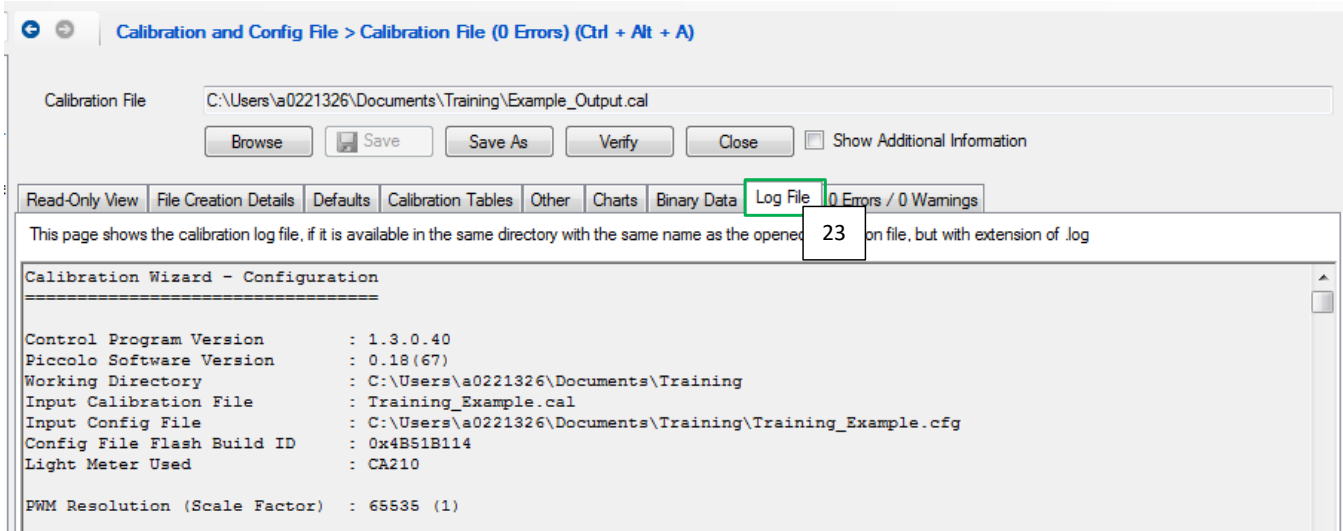 Calibration and Config File > Calibration File (0 Errors) (Ctrl + Alt + A)
Calibration File C:\Users\a0221326\Documents\Training\Example_Output.cal
Browse Save Save As Verify Close Show Additional Information
Read-Only View File Creation Details Defaults Calibration Tables Other Charts Binary Data Log File 0 Errors / 0 Warnings
23
This page shows the calibration log file, if it is available in the same directory with the same name as the opened on file, but with extension of .log
Calibration Wizard - Configuration
==================================
Control Program Version : 1.3.0.40
Piccolo Software Version : 0.18(67)
Working Directory : C:\Users\a0221326\Documents\Training
Input Calibration File : Training_Example.cal
Input Config File : C:\Users\a0221326\Documents\Training\Training_Example.cfg
Config File Flash Build ID : 0x4B51B114
Light Meter Used : CA210
PWM Resolution (Scale Factor) : 65535 (1)